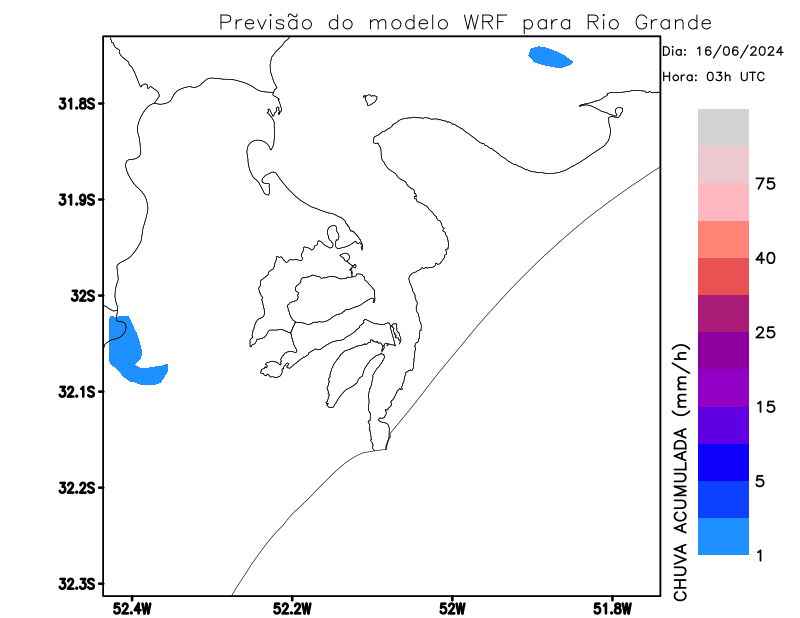 Previsão do modelo WRF para Rio Grande
Dia: 16/06/2024
Hora: 03h UTC
31.8S
31.9S
32S
32.1S
32.2S
32.3S
52.4W
52.2W
52W
51.8W
75
40
25
15
5
1
CHUVA ACUMULADA (mm/h)